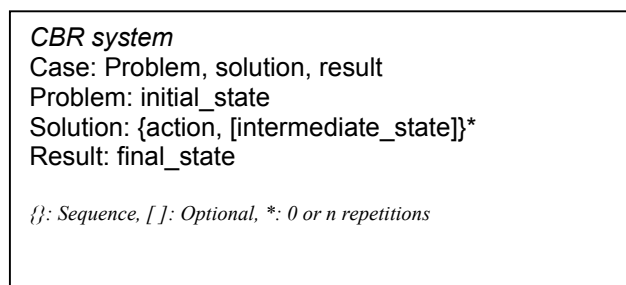 CBR system
Case: Problem, solution, result
Problem: initial_state
Solution: {action, [intermediate_state]}*
Result: final_state
{}: Sequence, [ ]: Optional, *: 0 or n repetitions